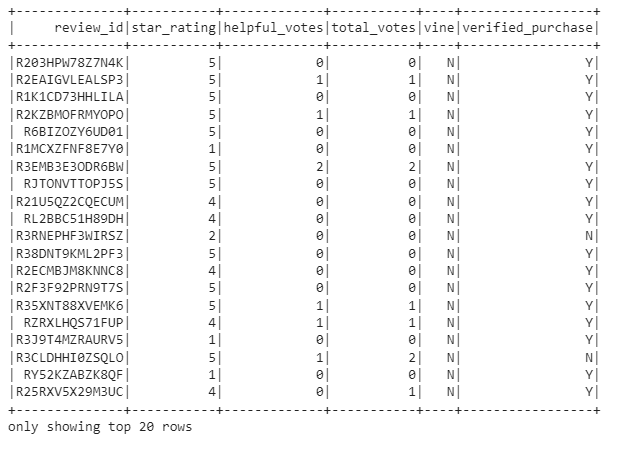 +--------------+-----------+-------------+-----------+----+-----------------+
|     review_id|star_rating|helpful_votes|total_votes|vine|verified_purchase|
+--------------+-----------+-------------+-----------+----+-----------------+
|R203HPW78Z7N4K|          5|            0|          0|   N|                Y|
|R2EAIGVLEALSP3|          5|            1|          1|   N|                Y|
|R1K1CD73HHLILA|          5|            0|          0|   N|                Y|
|R2KZBMOFRMYOPO|          5|            1|          1|   N|                Y|
| R6BIZOZY6UD01|          5|            0|          0|   N|                Y|
|R1MCXZFNF8E7Y0|          1|            0|          0|   N|                Y|
|R3EMB3E3ODR6BW|          5|            2|          2|   N|                Y|
| RJTONVTTOPJ5S|          5|            0|          0|   N|                Y|
|R21U5QZ2CQECUM|          4|            0|          0|   N|                Y|
| RL2BBC51H89DH|          4|            0|          0|   N|                Y|
|R3RNEPHF3WIRSZ|          2|            0|          0|   N|                N|
|R38DNT9KML2PF3|          5|            0|          0|   N|                Y|
|R2ECMBJM8KNNC8|          4|            0|          0|   N|                Y|
|R2F3F92PRN9T7S|          5|            0|          0|   N|                Y|
|R35XNT88XVEMK6|          5|            1|          1|   N|                Y|
| RZRXLHQS71FUP|          4|            1|          1|   N|                Y|
|R3J9T4MZRAURV5|          1|            0|          0|   N|                Y|
|R3CLDHHI0ZSQLO|          5|            1|          2|   N|                N|
| RY52KZABZK8QF|          1|            0|          0|   N|                Y|
|R25RXV5X29M3UC|          4|            0|          1|   N|                Y|
+--------------+-----------+-------------+-----------+----+-----------------+
only showing top 20 rows